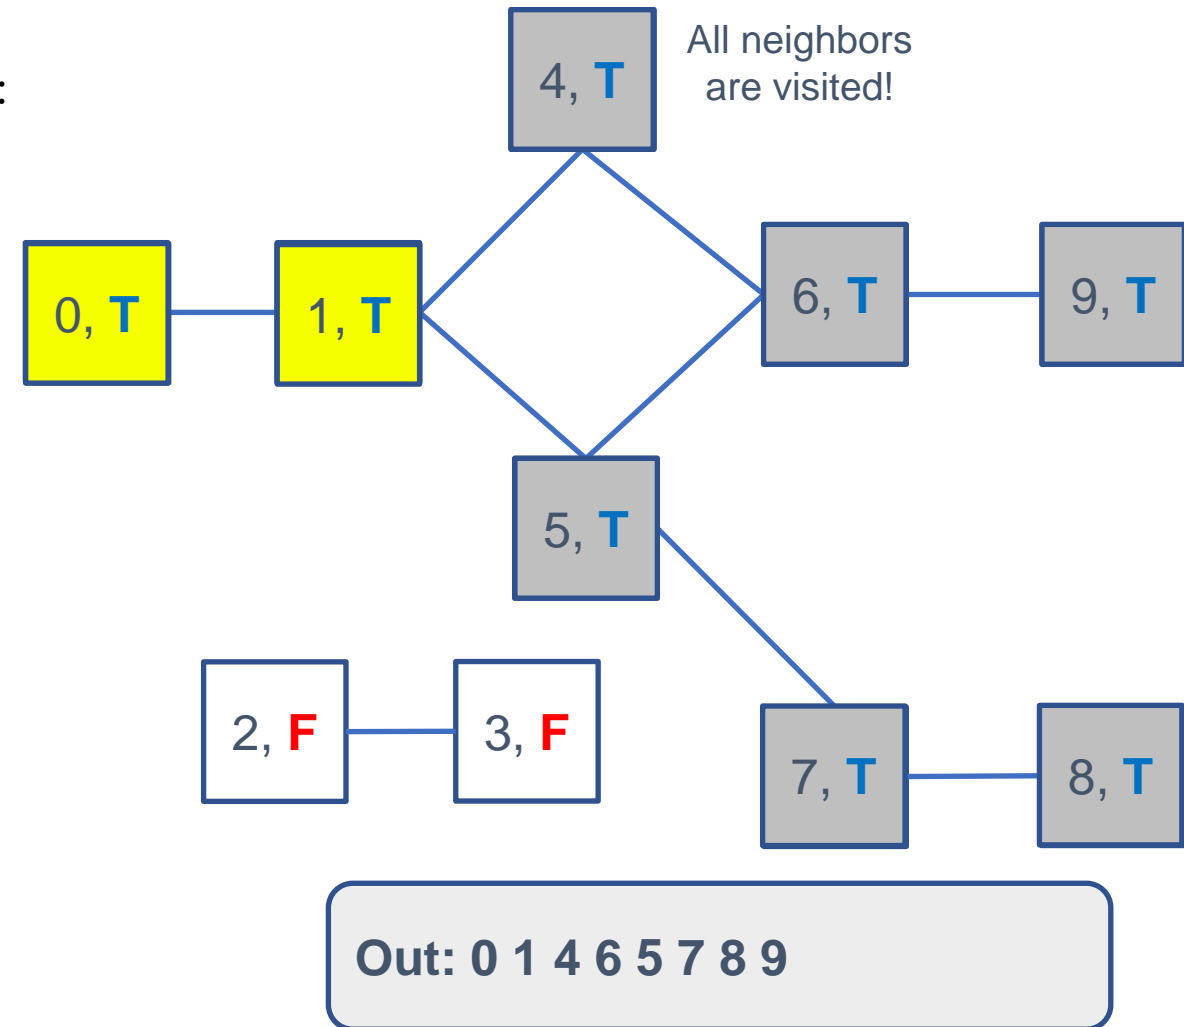 :
4, T
All neighbors
are visited!
0, T
1, T
6, T
9, T
5, T
2, F
3, F
7, T
8, T
Out: 0 1 4 6 5 7 8 9